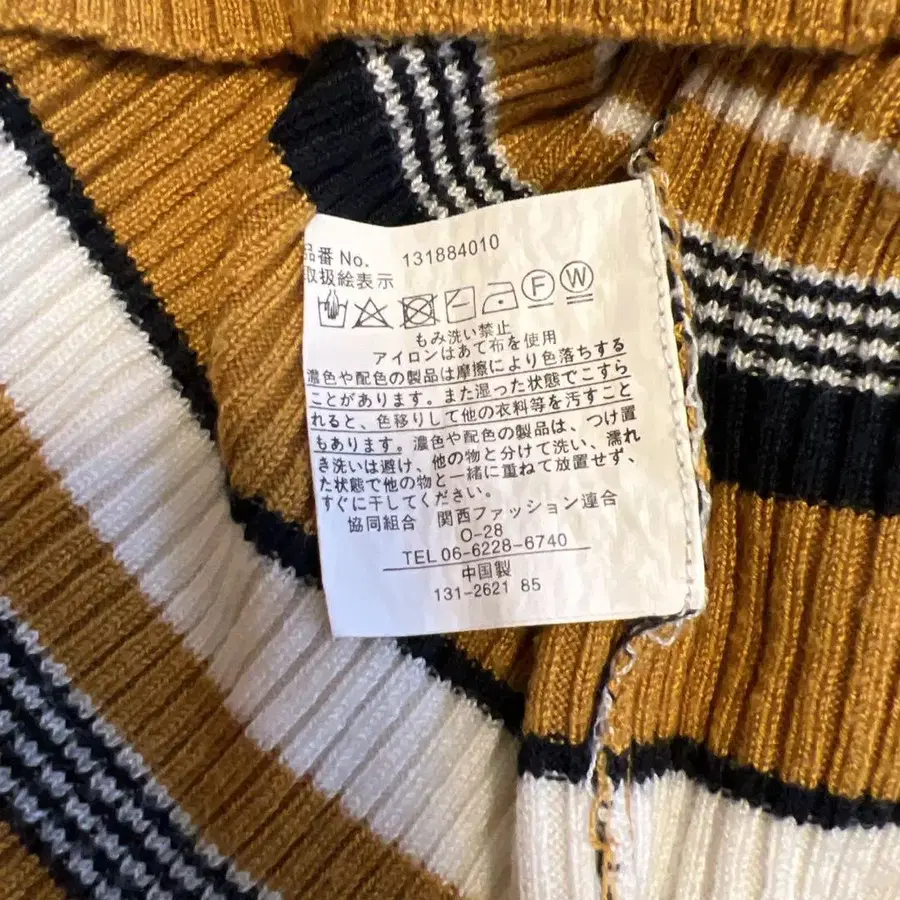 品番 No. 131884010
取扱絵表示
F W
もみ洗い禁止
アイロンはあて布を使用
濃色や配色の製品は摩擦により色落ちする
ことがあります。また湿った状態でこすら
れると、色移りして他の衣料等を汚すこと
もあります。濃色や配色の製品は、つけ置
き洗いは避け、他の物と分けて洗い、濡れ
た状態で他の物と一緒に重ねて放置せず、
すぐに干してください。
協同組合 関西ファッション連合
O-28
TEL 06-6228-6740
中国製
131-2621 85